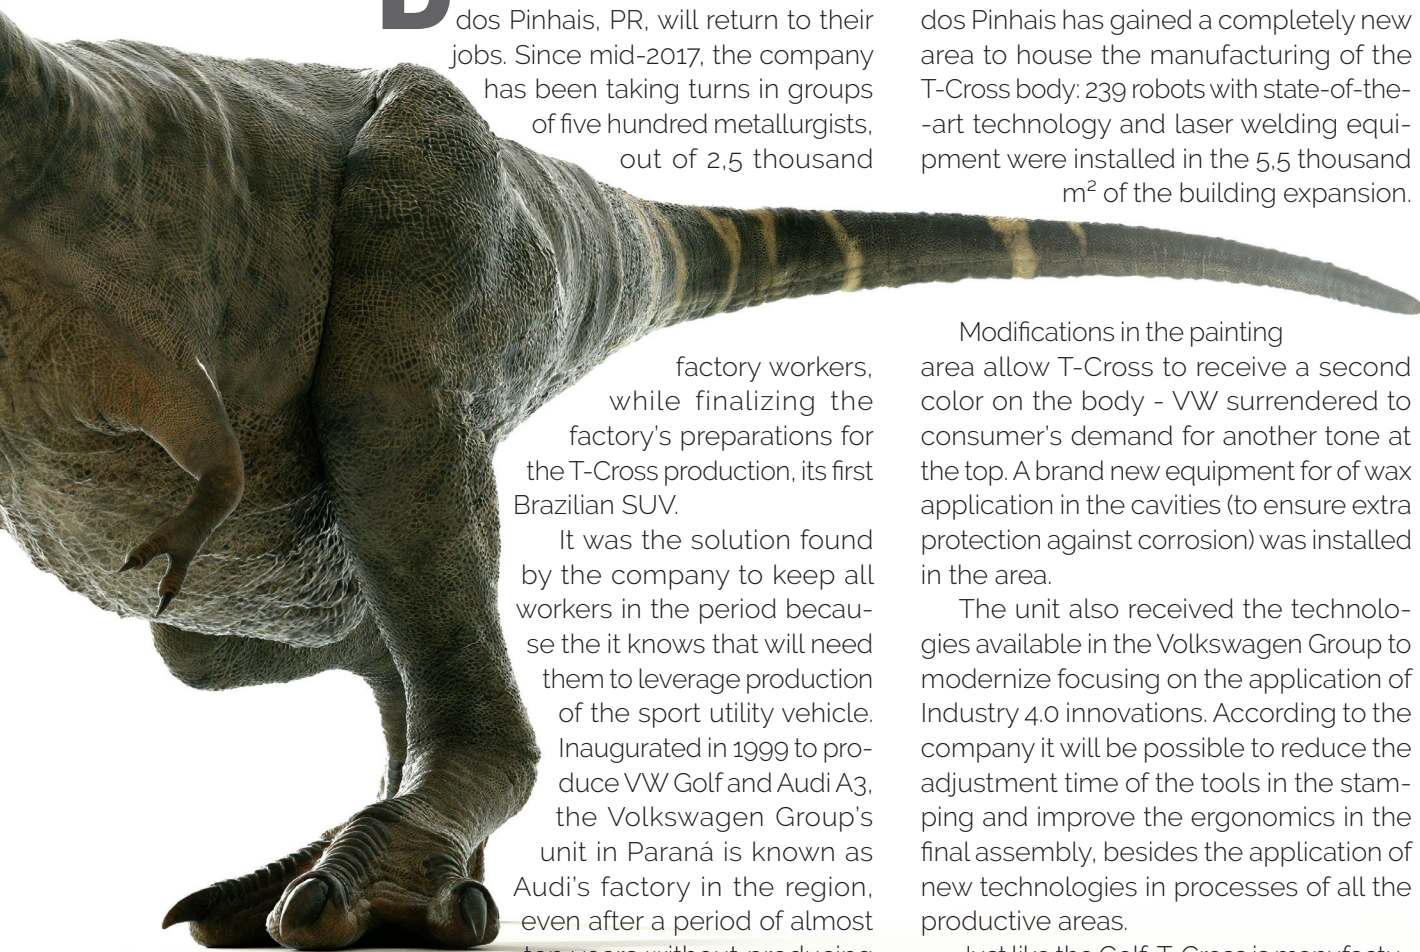 dos Pinhais, PR, will return to their
jobs. Since mid-2017, the company
has been taking turns in groups
of five hundred metallurgists,
out of 2,5 thousand
factory workers,
while finalizing the
factory's preparations for
the T-Cross production, its first
Brazilian SUV.
It was the solution found
by the company to keep all
workers in the period becau-
se the it knows that will need
them to leverage production
of the sport utility vehicle.
Inaugurated in 1999 to pro-
duce VW Golf and Audi A3,
the Volkswagen Group's
unit in Paraná is known as
Audi's factory in the region,
even after a period of almost
ten years without producing
dos Pinhais has gained a completely new
area to house the manufacturing of the
T-Cross body: 239 robots with state-of-the-
-art technology and laser welding equi-
pment were installed in the 5,5 thousand
m² of the building expansion.
Modifications in the painting
area allow T-Cross to receive a second
color on the body - VW surrendered to
consumer's demand for another tone at
the top. A brand new equipment for of wax
application in the cavities (to ensure extra
protection against corrosion) was installed
in the area.
The unit also received the technolo-
gies available in the Volkswagen Group to
modernize focusing on the application of
Industry 4.0 innovations. According to the
company it will be possible to reduce the
adjustment time of the tools in the stam-
ping and improve the ergonomics in the
final assembly, besides the application of
new technologies in processes of all the
productive areas.
Just like the Golf, T-Cross is manufactu-